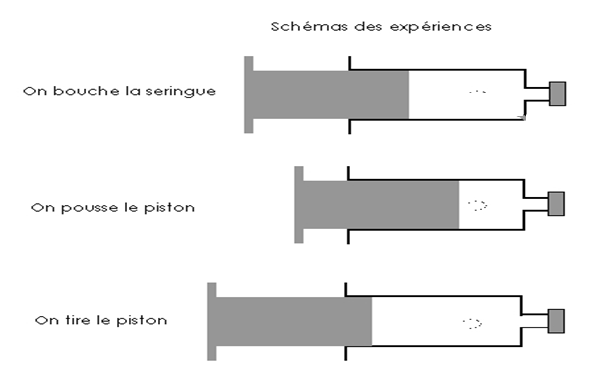 Schémas des expériences
On bouche la seringue
On pousse le piston
On tire le piston